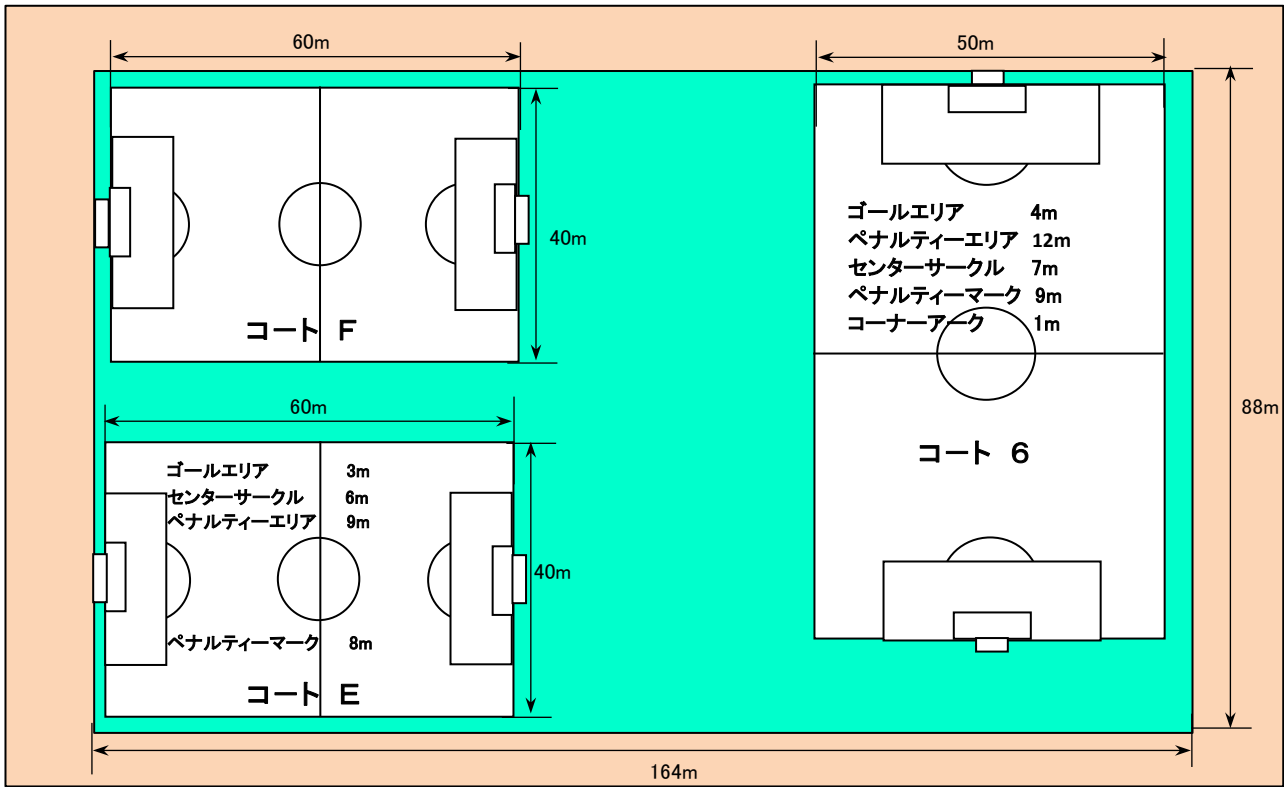 60m
50m
40m
コート F
ゴールエリア 4m
ペナルティーエリア 12m
センターサークル 7m
ペナルティーマーク 9m
コーナーアーク 1m
88m
コート 6
60m
ゴールエリア 3m
センターサークル 6m
ペナルティーエリア 9m
40m
ペナルティーマーク 8m
コート E
164m